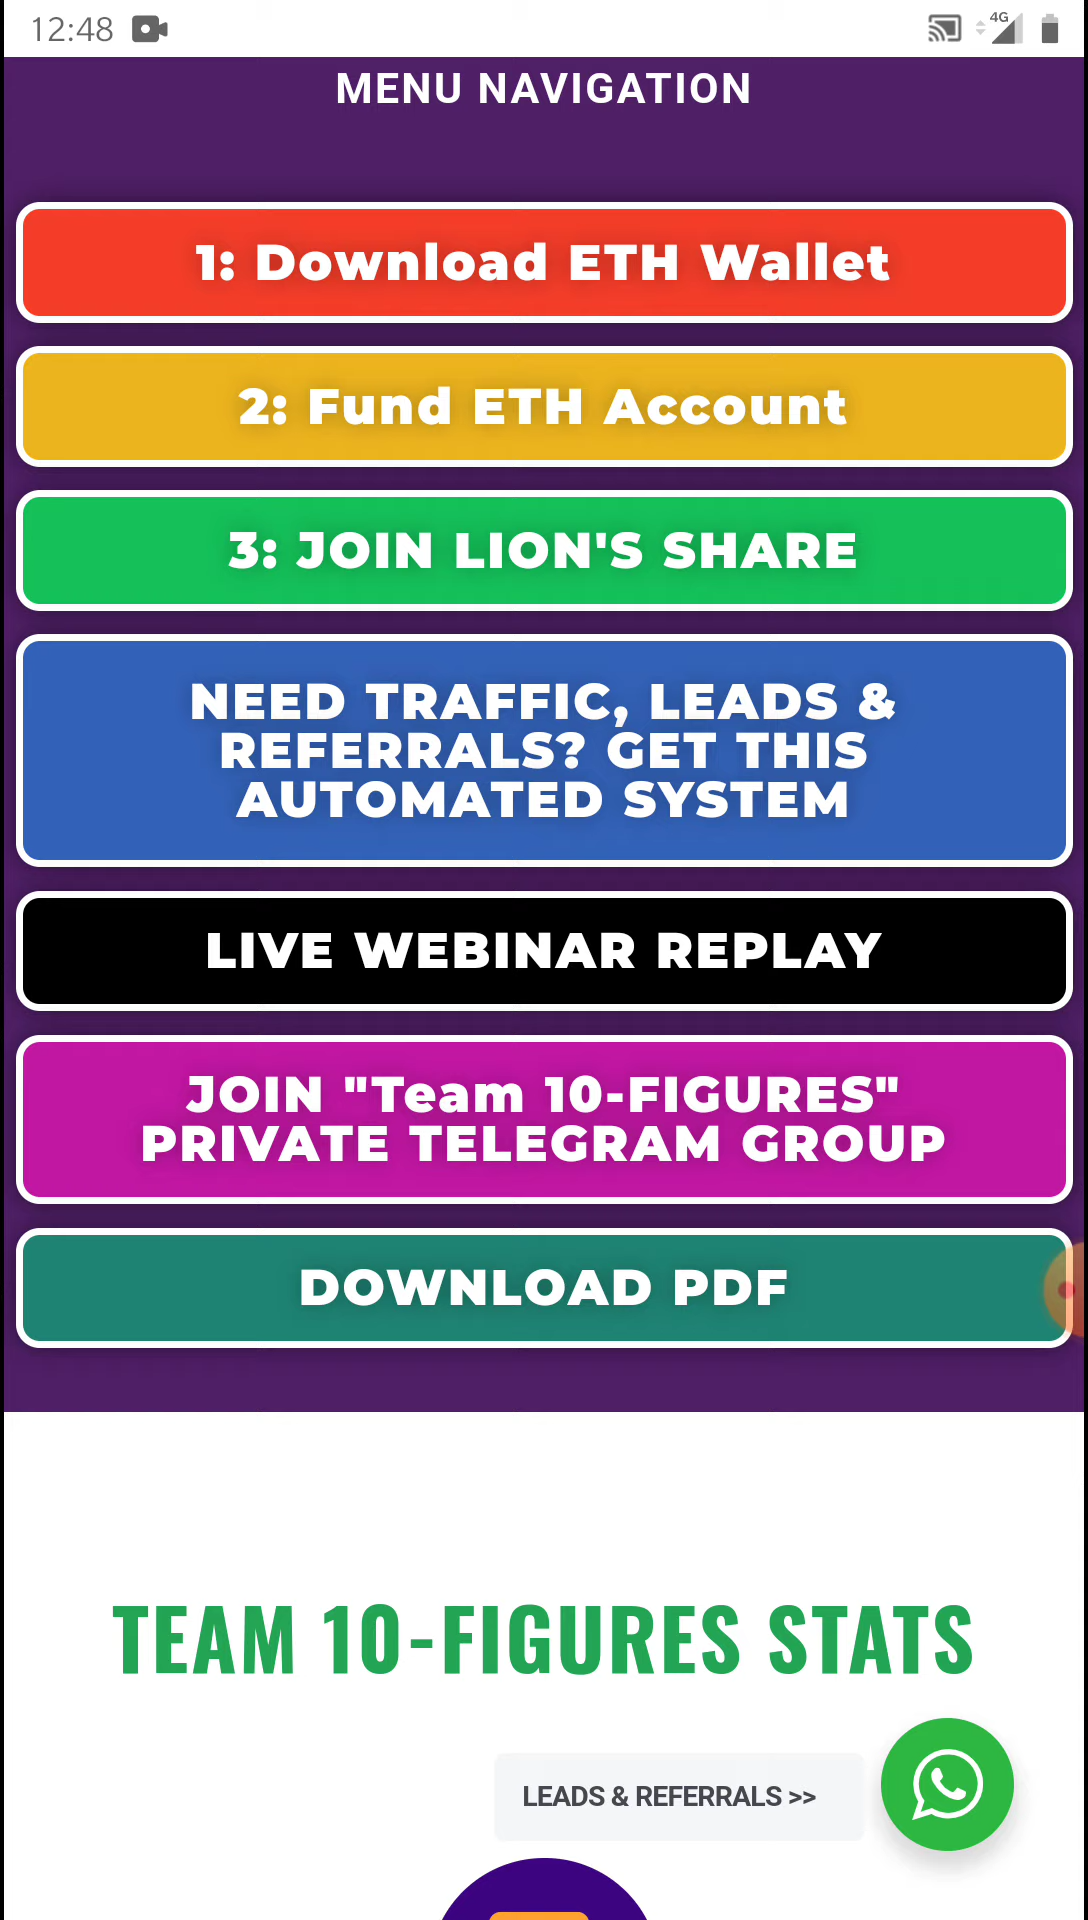 12:48
4G
MENU NAVIGATION
1: Download ETH Wallet
2: Fund ETH Account
3: JOIN LION'S SHARE
NEED TRAFFIC, LEADS &
REFERRALS? GET THIS
AUTOMATED SYSTEM
LIVE WEBINAR REPLAY
JOIN "Team 10-FIGURES"
PRIVATE TELEGRAM GROUP
DOWNLOAD PDF
TEAM 10-FIGURES STATS
LEADS & REFERRALS >>